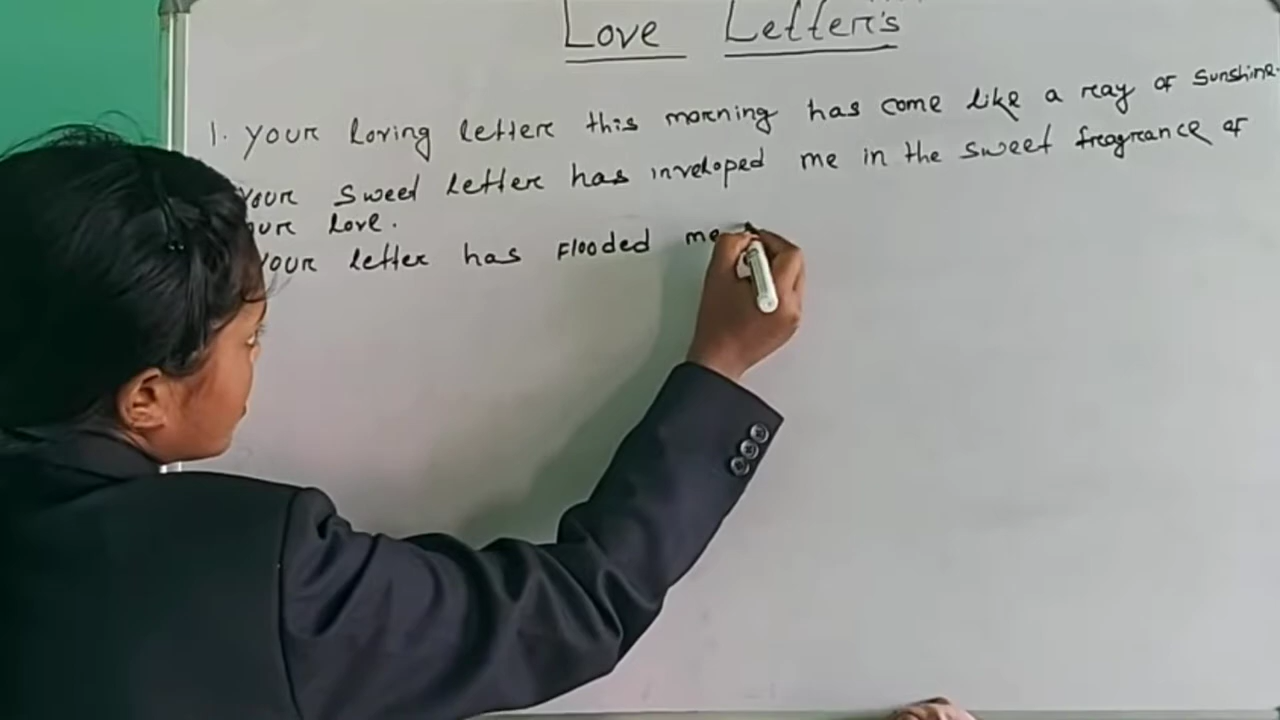 Love Letter's
1. your Loving letter this morning has come like a ray of Sunshine.
your Sweet letter has inveloped me in the sweet fragrance of
love.
your letter has Flooded me